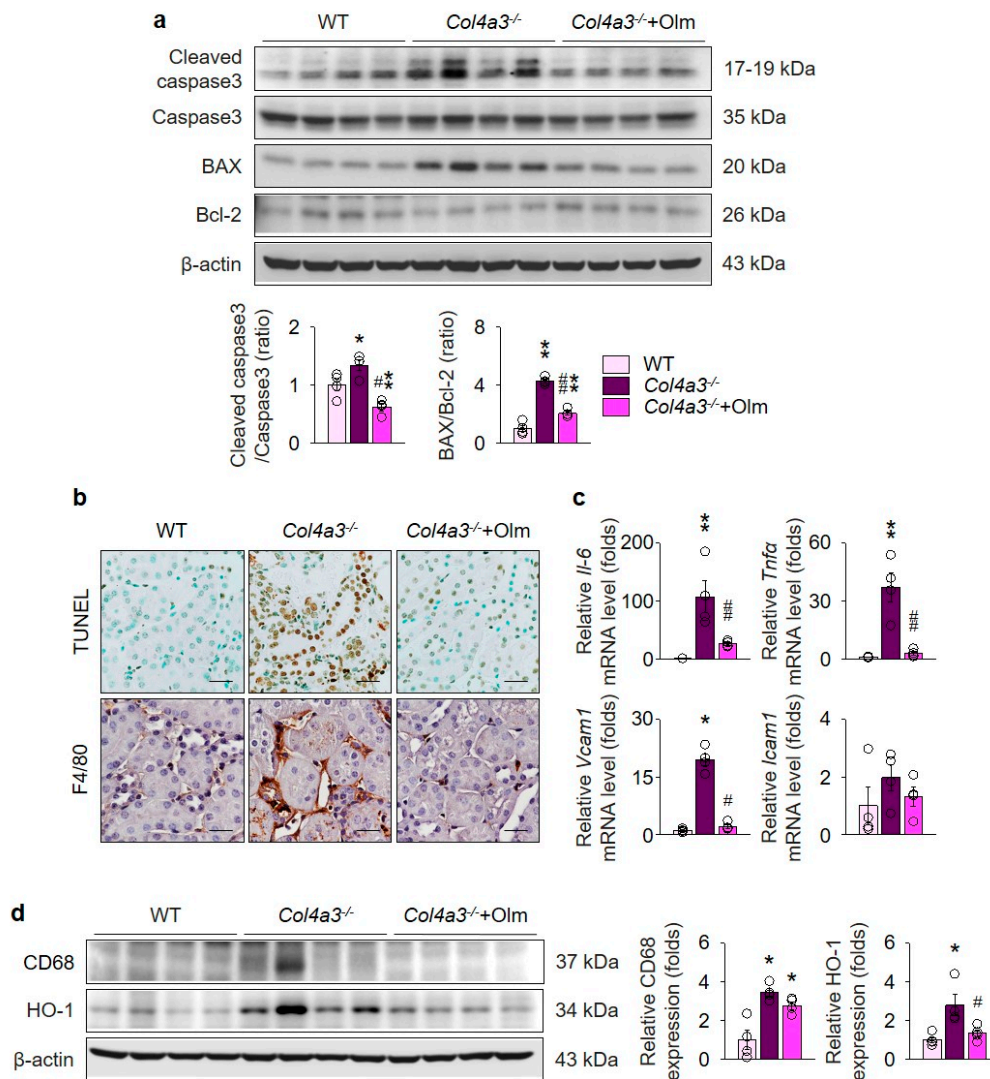 a
WT Col4a3-/- Col4a3-/-+Olm
Cleaved
caspase3
17-19 kDa
Caspase3 35 kDa
BAX 20 kDa
Bcl-2 26 kDa
β-actin 43 kDa
Cleaved caspase3
/Caspase3 (ratio)
2
1
0
*
#**
BAX/Bcl-2 (ratio)
8
4
0
**
##**
WT
Col4a3-/-
Col4a3-/-+Olm
b
WT Col4a3-/- Col4a3-/-+Olm
TUNEL
F4/80
c
Relative Il-6
mRNA level (folds)
200
100
0
**
##
Relative Tnfα
mRNA level (folds)
60
30
0
**
##
Relative Vcam1
mRNA level (folds)
30
15
0
*
#
Relative Icam1
mRNA level (folds)
4
2
0
d
WT Col4a3-/- Col4a3-/-+Olm
CD68 37 kDa
HO-1 34 kDa
β-actin 43 kDa
Relative CD68
expression (folds)
6
4
2
0
*
*
Relative HO-1
expression (folds)
6
4
2
0
*
#